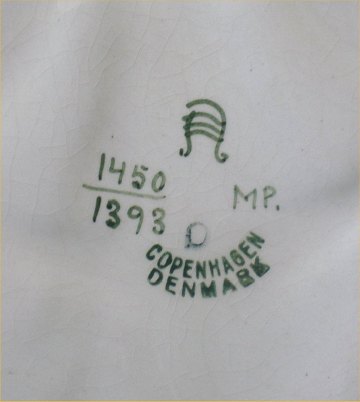 1450
1393
MP.
D
COPENHAGEN
DENMARK